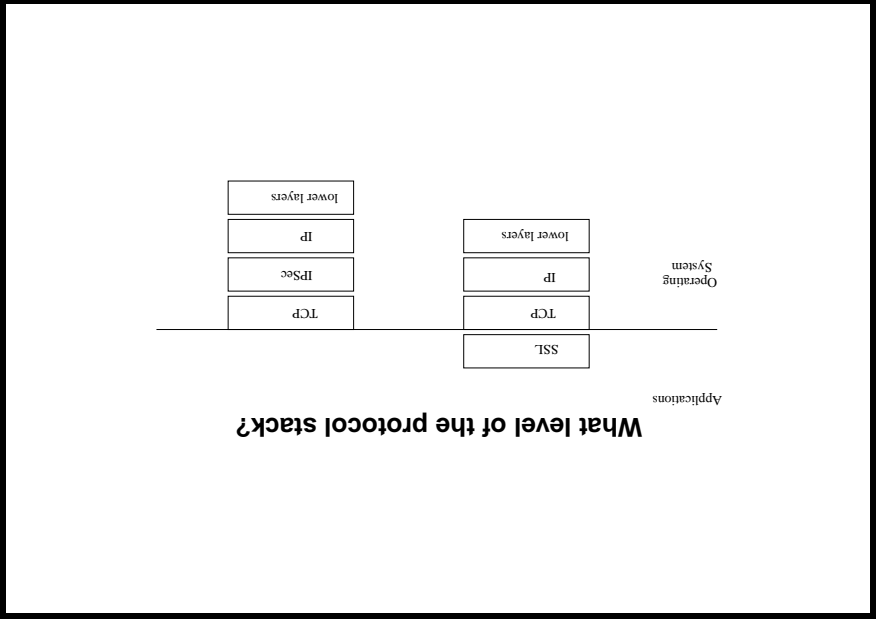 What level of the protocol stack?
Applications
SSL
TCP
IP
lower layers
Operating
System
TCP
IPSec
IP
lower layers